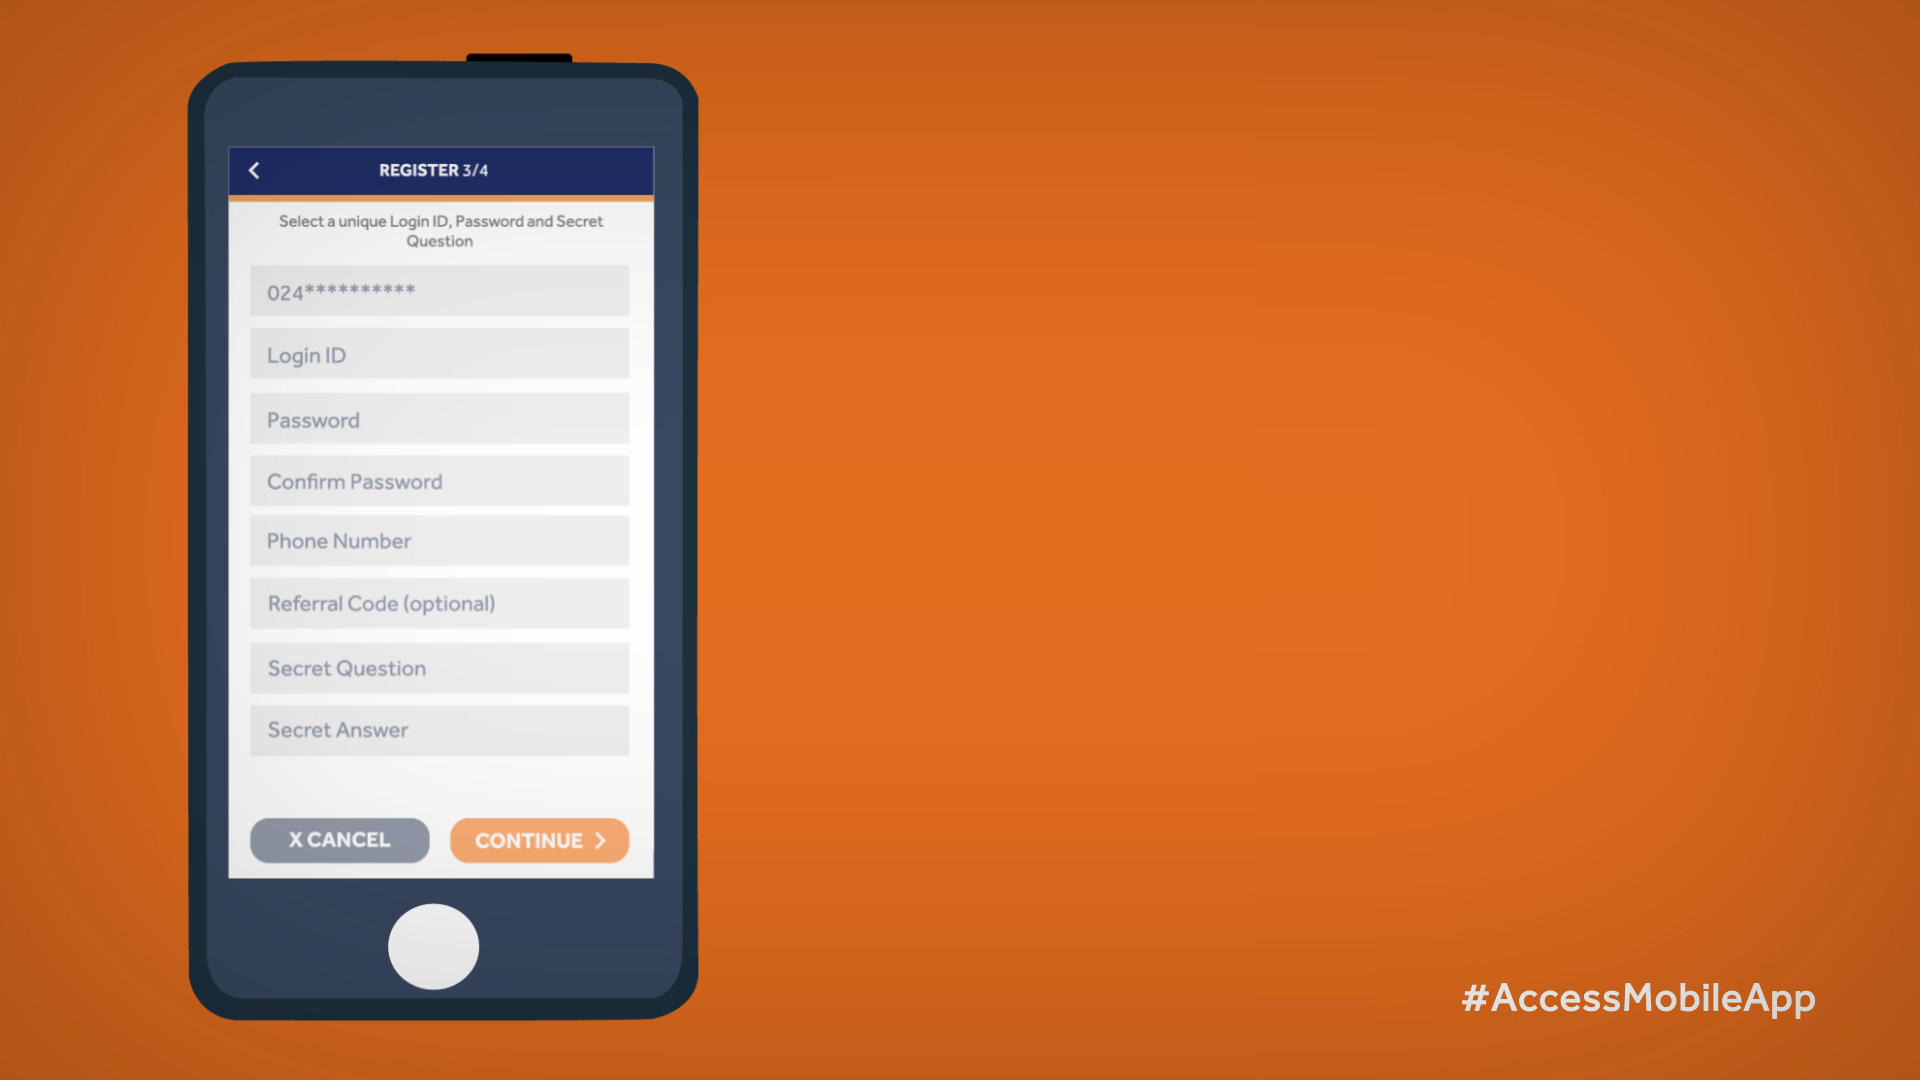 REGISTER 3/4
Select a unique Login ID, Password and Secret
Question
024**********
Login ID
Password
Confirm Password
Phone Number
Referral Code (optional)
Secret Question
Secret Answer
X CANCEL
CONTINUE >
#AccessMobileApp